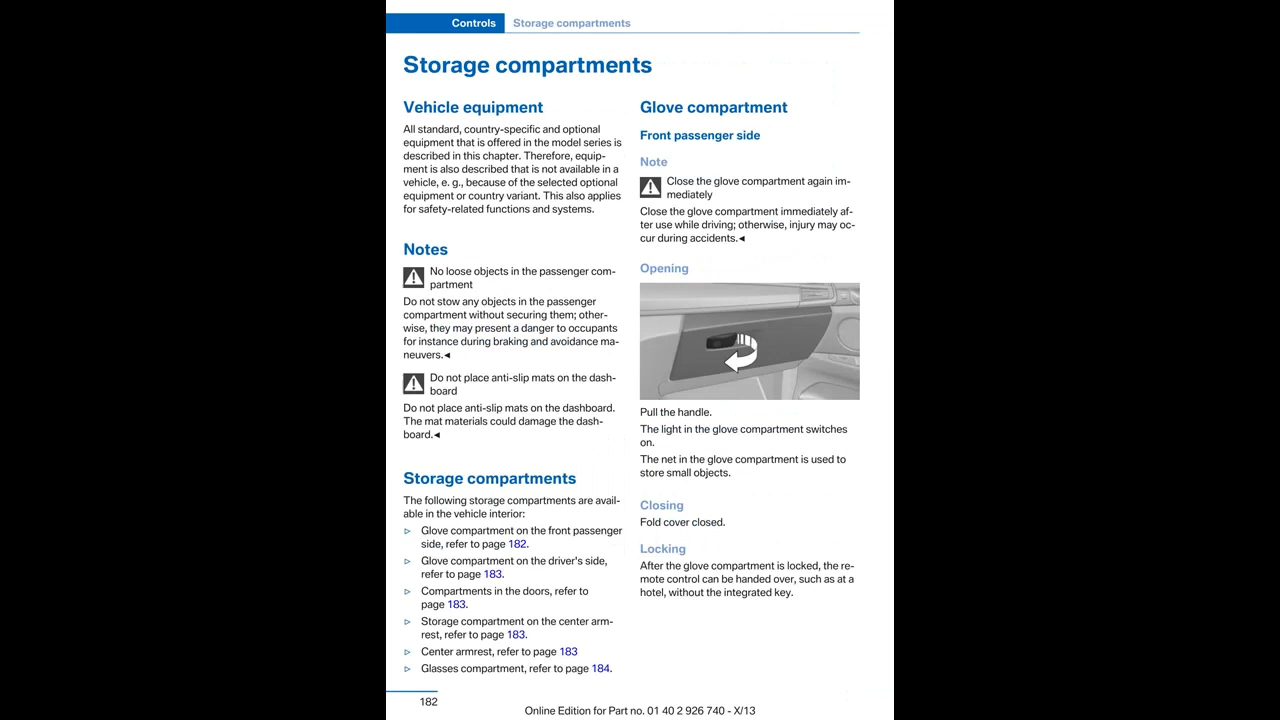 Controls Storage compartments
Storage compartments
Vehicle equipment
All standard, country-specific and optional
equipment that is offered in the model series is
described in this chapter. Therefore, equip-
ment is also described that is not available in a
vehicle, e. g., because of the selected optional
equipment or country variant. This also applies
for safety-related functions and systems.
Notes
No loose objects in the passenger com-
partment
Do not stow any objects in the passenger
compartment without securing them; other-
wise, they may present a danger to occupants
for instance during braking and avoidance ma-
neuvers.◄
Do not place anti-slip mats on the dash-
board
Do not place anti-slip mats on the dashboard.
The mat materials could damage the dash-
board.◄
Storage compartments
The following storage compartments are avail-
able in the vehicle interior:
▷ Glove compartment on the front passenger
side, refer to page 182.
▷ Glove compartment on the driver's side,
refer to page 183.
▷ Compartments in the doors, refer to
page 183.
▷ Storage compartment on the center arm-
rest, refer to page 183.
▷ Center armrest, refer to page 183
▷ Glasses compartment, refer to page 184.
Glove compartment
Front passenger side
Note
Close the glove compartment again im-
mediately
Close the glove compartment immediately af-
ter use while driving; otherwise, injury may oc-
cur during accidents.◄
Opening
Pull the handle.
The light in the glove compartment switches
on.
The net in the glove compartment is used to
store small objects.
Closing
Fold cover closed.
Locking
After the glove compartment is locked, the re-
mote control can be handed over, such as at a
hotel, without the integrated key.
182
Online Edition for Part no. 01 40 2 926 740 - X/13